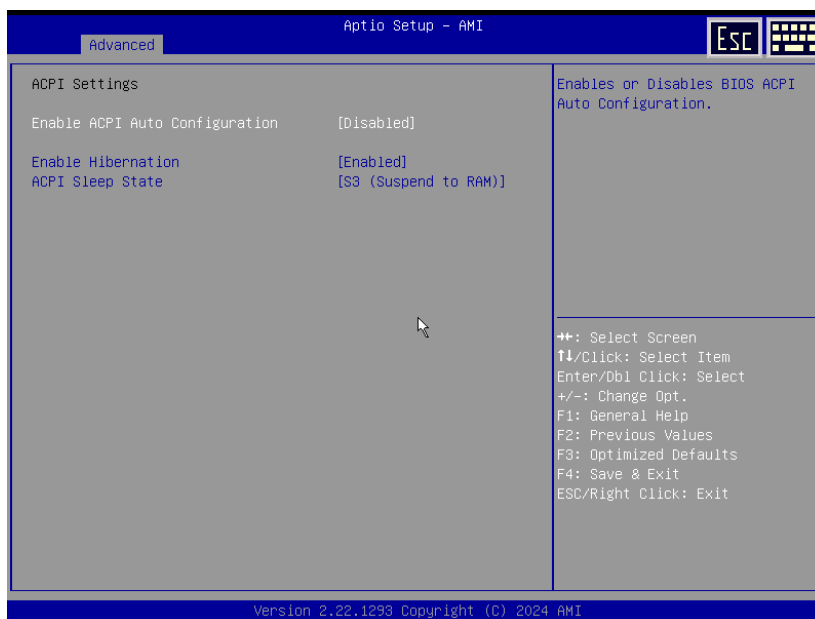 Aptio Setup – AMI
Advanced
Esc
ACPI Settings
Enable ACPI Auto Configuration [Disabled]
Enable Hibernation [Enabled]
ACPI Sleep State [S3 (Suspend to RAM)]
Enables or Disables BIOS ACPI
Auto Configuration.
→←: Select Screen
↑↓/Click: Select Item
Enter/Dbl Click: Select
+/-: Change Opt.
F1: General Help
F2: Previous Values
F3: Optimized Defaults
F4: Save & Exit
ESC/Right Click: Exit
Version 2.22.1293 Copyright (C) 2024 AMI